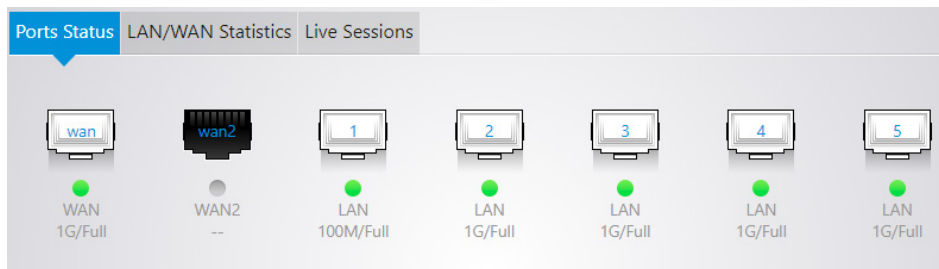 Ports Status LAN/WAN Statistics Live Sessions
wan wan2 1 2 3 4 5
WAN WAN2 LAN LAN LAN LAN LAN
1G/Full -- 100M/Full 1G/Full 1G/Full 1G/Full 1G/Full